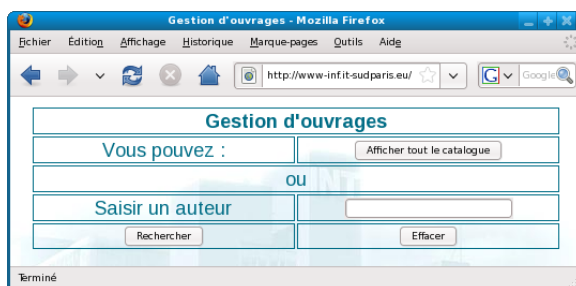 Gestion d'ouvrages - Mozilla Firefox
Fichier Édition Affichage Historique Marque-pages Outils Aide
http://www-inf.it-sudparis.eu/ Google
Gestion d'ouvrages
Vous pouvez : Afficher tout le catalogue
ou
Saisir un auteur
Rechercher Effacer
Terminé